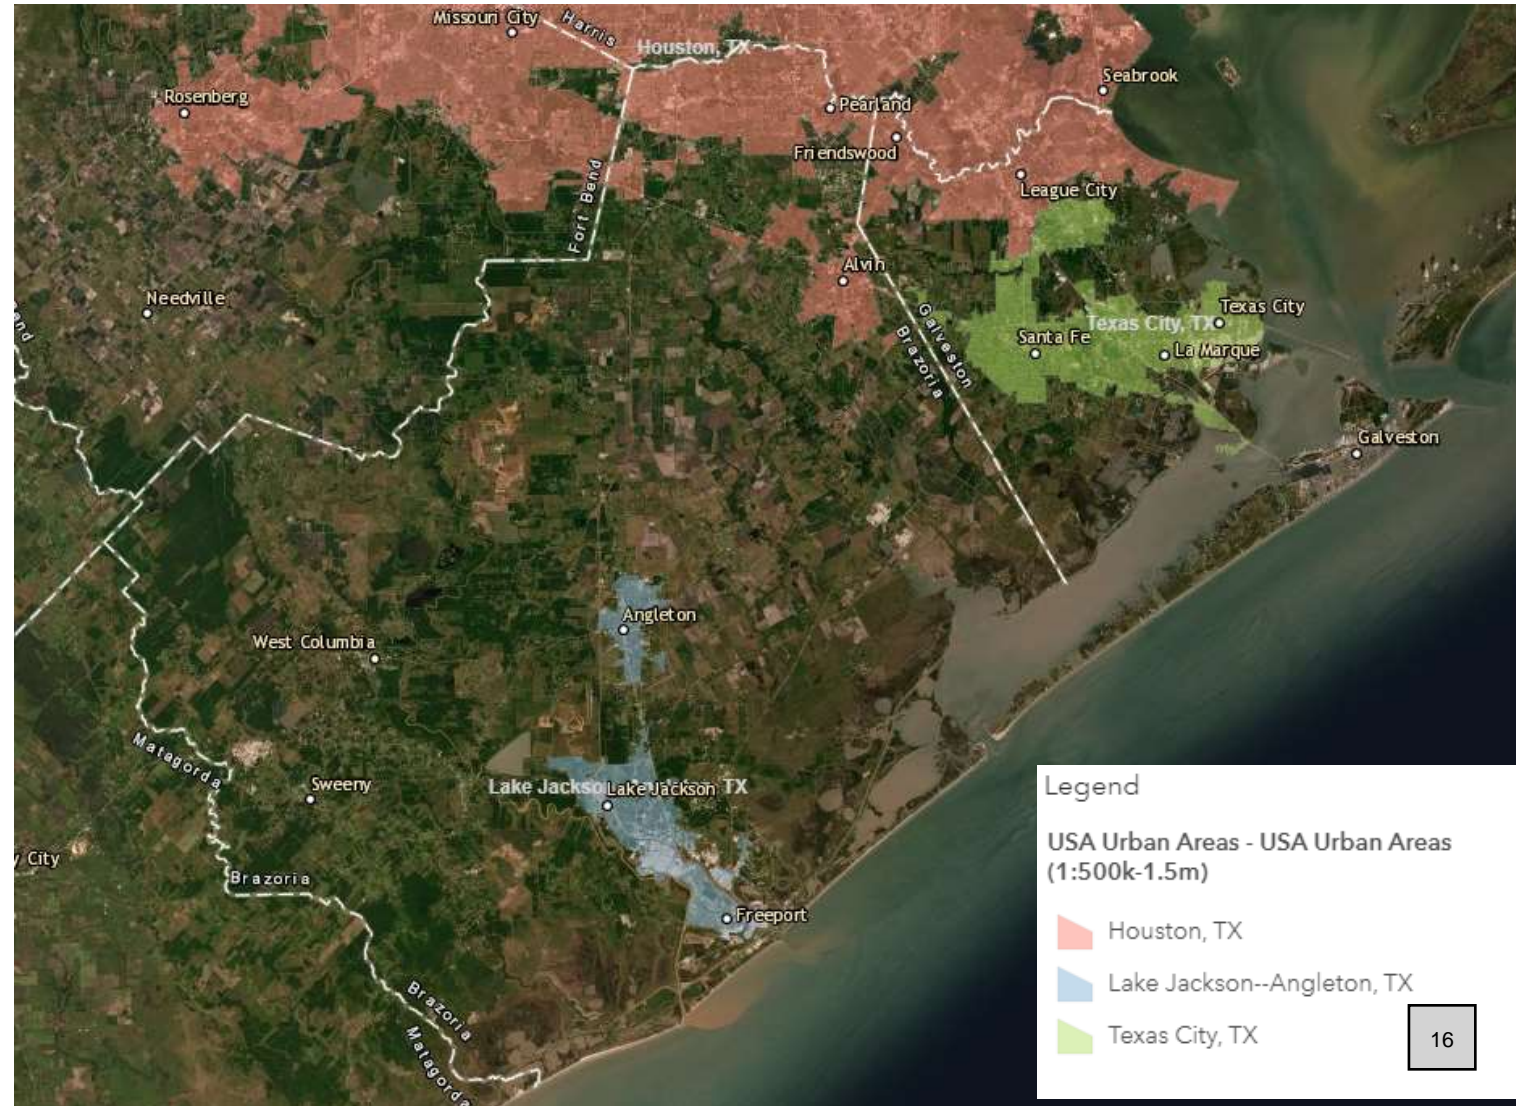 Missouri City
Harris
Houston, TX
Seabrook
Rosenberg
Pearland
Friendswood
Fort Bend
League City
Alvin
Needville
Galveston
Brazoria
Texas City
Texas City, TX
Santa Fe
La Marque
Galveston
Angleton
West Columbia
Matagorda
Sweeny
Lake Jackson
TX
y City
Brazoria
Freeport
Brazoria
Matagorda
Legend
USA Urban Areas - USA Urban Areas
(1:500k-1.5m)
Houston, TX
Lake Jackson--Angleton, TX
Texas City, TX
16